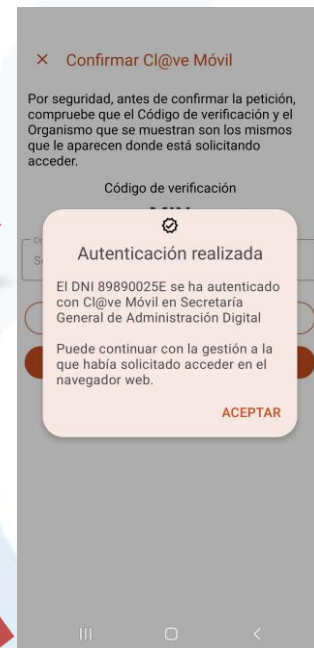 × Confirmar Cl@ve Móvil
Por seguridad, antes de confirmar la petición,
compruebe que el Código de verificación y el
Organismo que se muestran son los mismos
que le aparecen donde está solicitando
acceder.
Código de verificación
Autenticación realizada
El DNI 89890025E se ha autenticado
con Cl@ve Móvil en Secretaría
General de Administración Digital
Puede continuar con la gestión a la
que había solicitado acceder en el
navegador web.
ACEPTAR